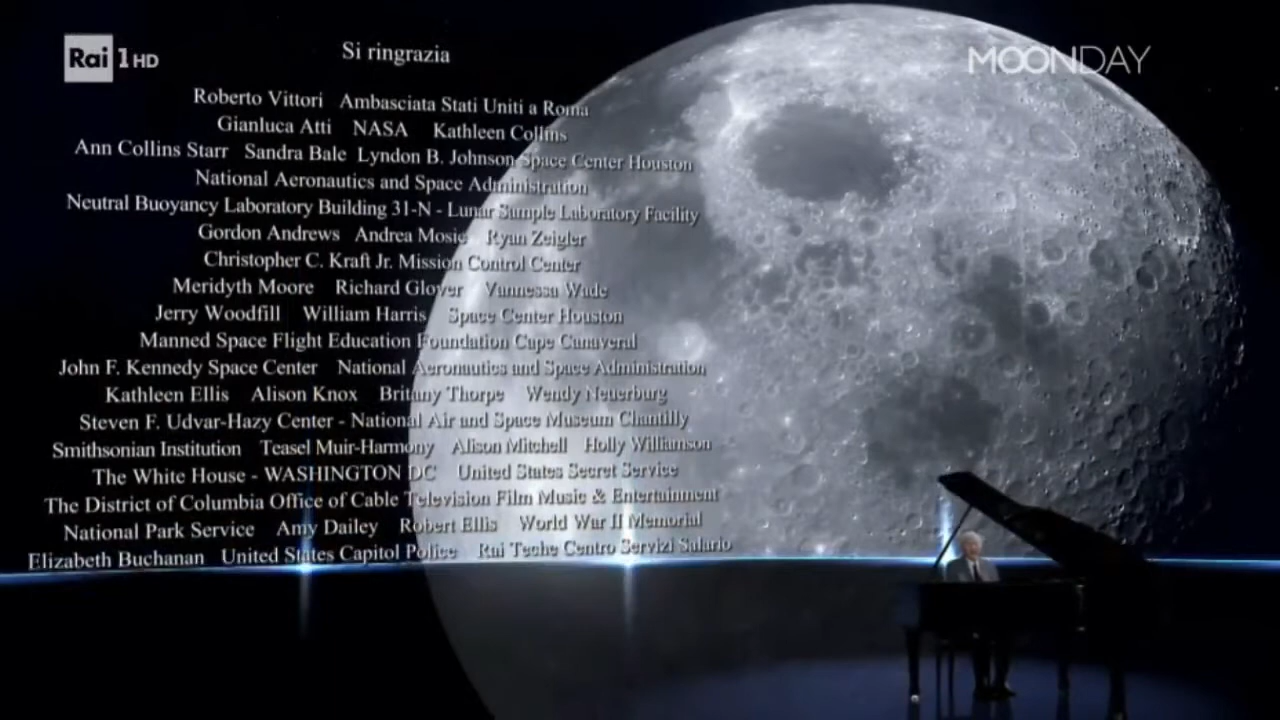 Rai 1 HD
MOONDAY
Si ringrazia
Roberto Vittori Ambasciata Stati Uniti a Roma
Gianluca Atti NASA Kathleen Collins
Ann Collins Starr Sandra Bale Lyndon B. Johnson Space Center Houston
National Aeronautics and Space Administration
Neutral Buoyancy Laboratory Building 31-N - Lunar Sample Laboratory Facility
Gordon Andrews Andrea Mosie Ryan Zeigler
Christopher C. Kraft Jr. Mission Control Center
Meridyth Moore Richard Glover Vannessa Wade
Jerry Woodfill William Harris Space Center Houston
Manned Space Flight Education Foundation Cape Canaveral
John F. Kennedy Space Center National Aeronautics and Space Administration
Kathleen Ellis Alison Knox Britany Thorpe Wendy Neuerburg
Steven F. Udvar-Hazy Center - National Air and Space Museum Chantilly
Smithsonian Institution Teasel Muir-Harmony Alison Mitchell Holly Williamson
The White House - WASHINGTON DC United States Secret Service
The District of Columbia Office of Cable Television Film Music & Entertainment
National Park Service Amy Dailey Robert Ellis World War II Memorial
Elizabeth Buchanan United States Capitol Police Rai Teche Centro Servizi Salario